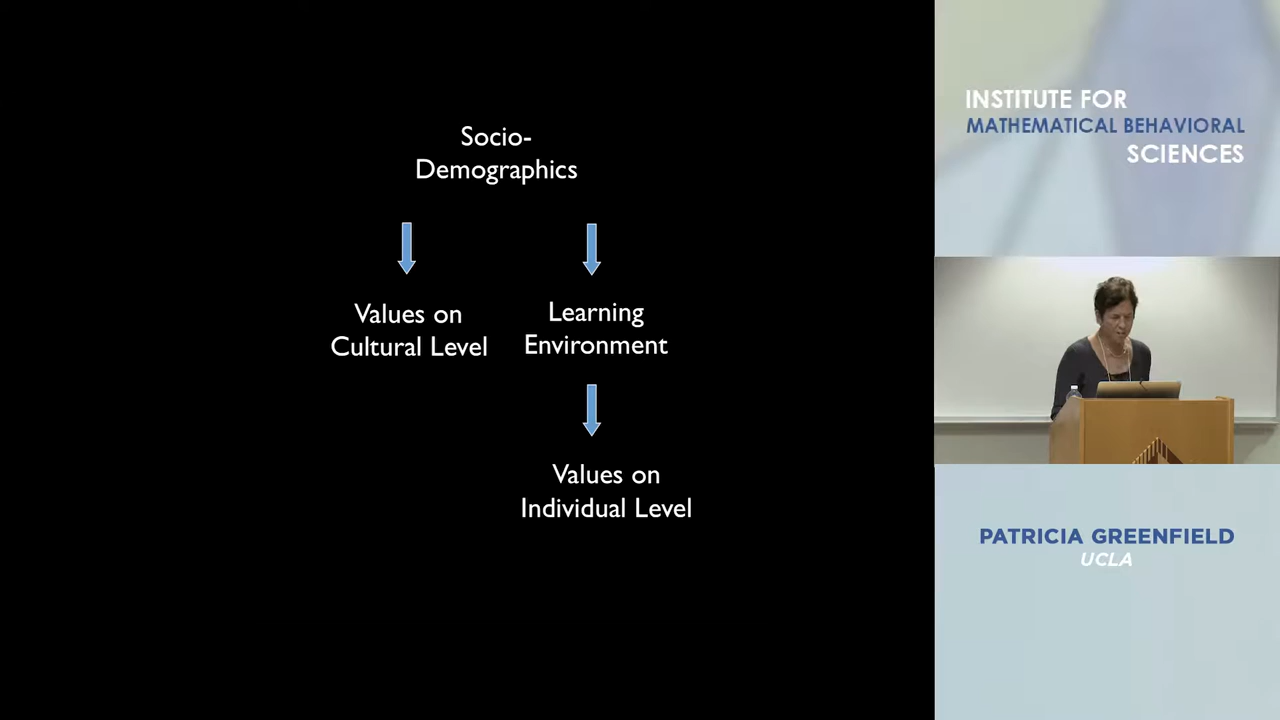 Socio-
Demographics
Values on
Cultural Level
Learning
Environment
Values on
Individual Level
INSTITUTE FOR
MATHEMATICAL BEHAVIORAL
SCIENCES
PATRICIA GREENFIELD
UCLA